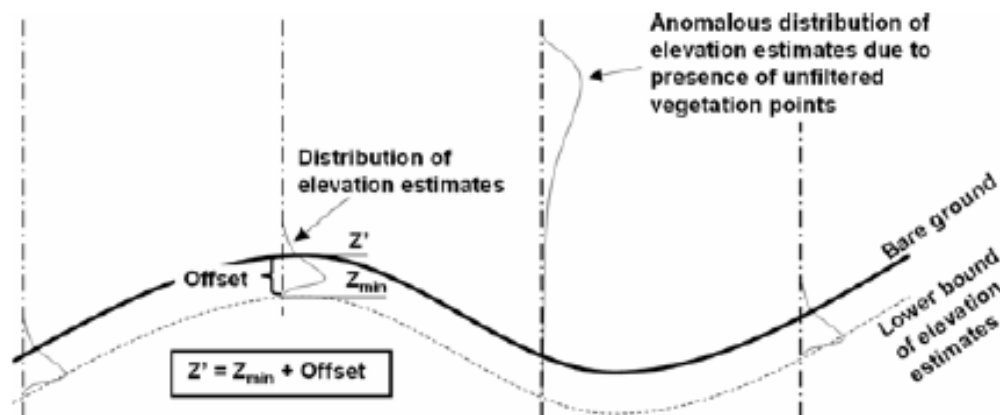 Anomalous distribution of
elevation estimates due to
presence of unfiltered
vegetation points
Distribution of
elevation estimates
Z'
Offset
Zmin
Z' = Zmin + Offset
Bare ground
Lower bound
of elevation
estimates